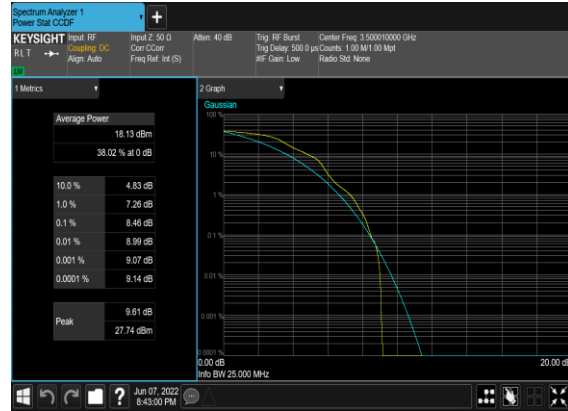 Spectrum Analyzer 1
Power Stat CCDF
KEYSIGHT
Input: RF
Input Z: 50 Ω
Atten: 40 dB
Trig: RF Burst
Center Freq: 3.500010000 GHz
RLT
Coupling: DC
Corr CCorr
Trig Delay: 500.0 µs
Counts: 1.00 M/1.00 Mpt
Align: Auto
Freq Ref: Int (S)
#IF Gain: Low
Radio Std: None
1 Metrics
2 Graph
Gaussian
Average Power
18.13 dBm
38.02 % at 0 dB
10.0 % 4.83 dB
1.0 % 7.26 dB
0.1 % 8.46 dB
0.01 % 8.99 dB
0.001 % 9.07 dB
0.0001 % 9.14 dB
Peak
9.61 dB
27.74 dBm
100 %
10 %
1 %
0.1 %
0.01 %
0.001 %
0.0001 %
0.00 dB
20.00 dB
Info BW 25.000 MHz
Jun 07, 2022
8:43:00 PM